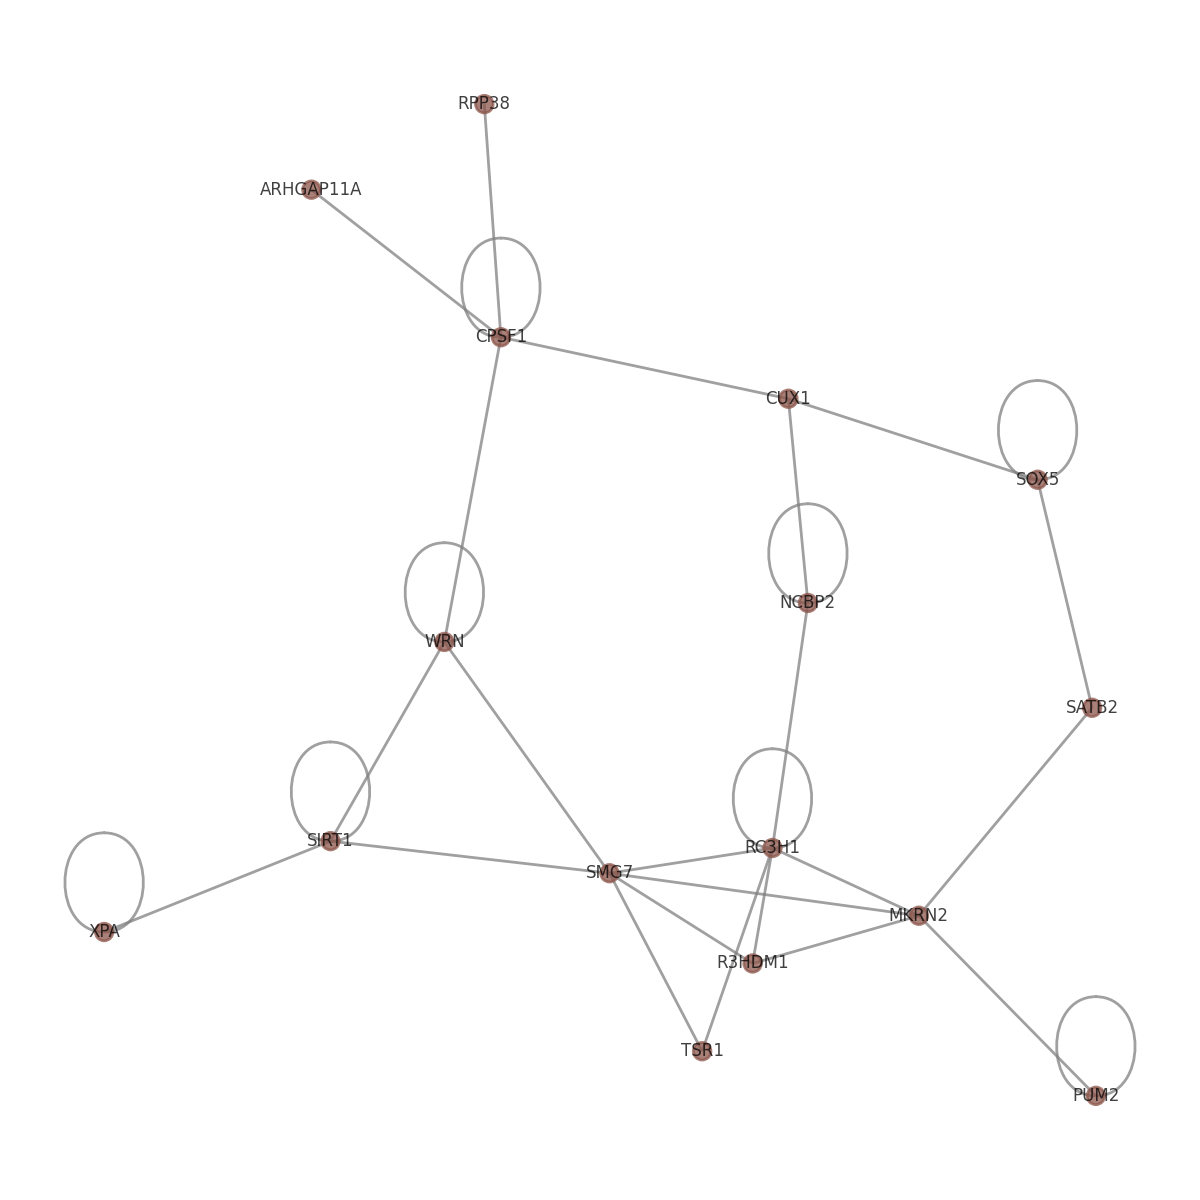 RPP38
ARHGAP11A
CPSF1
CUX1
SOX5
NCBP2
WRN
SATB2
SIRT1
RC3H1
SMG7
MKRN2
XPA
R3HDM1
TSR1
PUM2